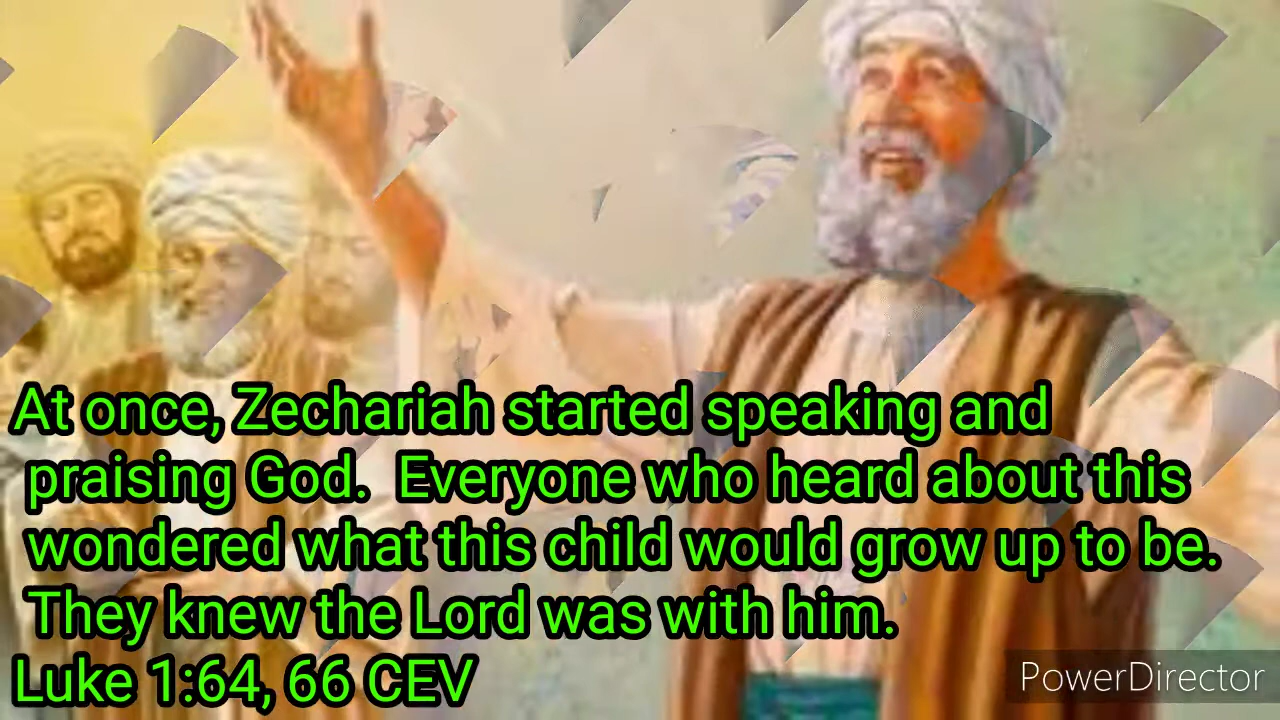 At once, Zechariah started speaking and
praising God.  Everyone who heard about this
wondered what this child would grow up to be.
They knew the Lord was with him.
Luke 1:64, 66 CEV
PowerDirector